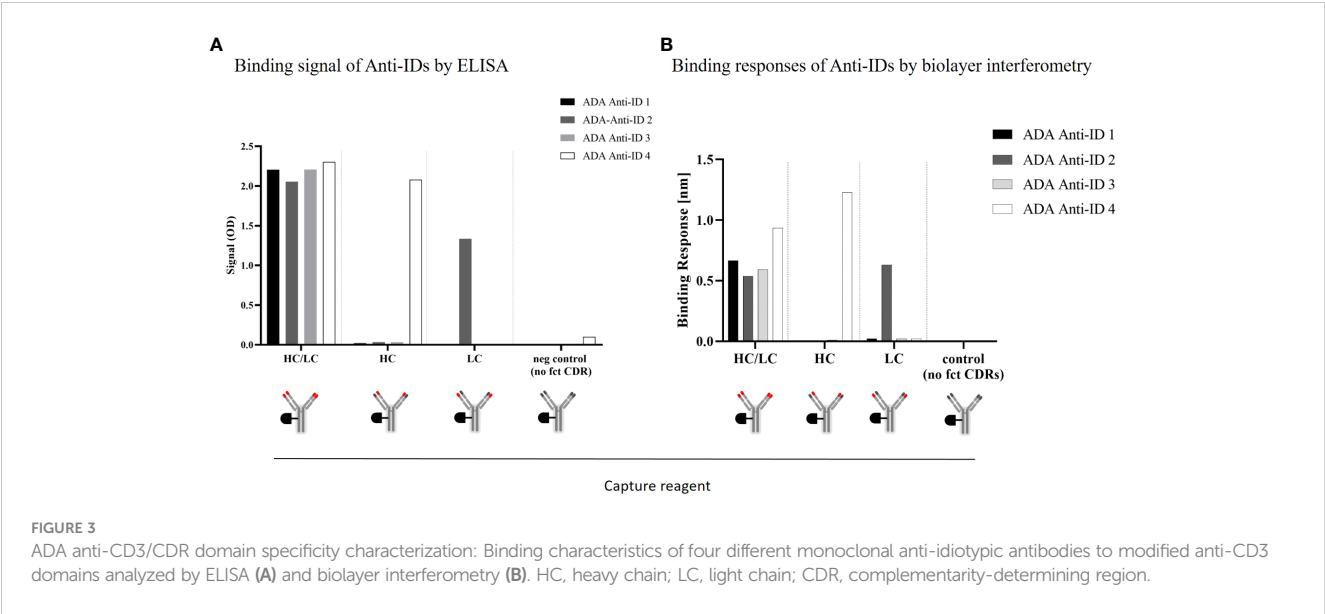 A
Binding signal of Anti-IDs by ELISA
ADA Anti-ID 1
ADA-Anti-ID 2
ADA Anti-ID 3
ADA Anti-ID 4
Signal (OD)
2.5
2.0
1.5
1.0
0.5
0.0
HC/LC
HC
LC
neg control
(no fct CDR)
B
Binding responses of Anti-IDs by biolayer interferometry
ADA Anti-ID 1
ADA Anti-ID 2
ADA Anti-ID 3
ADA Anti-ID 4
Binding Response [nm]
1.5
1.0
0.5
0.0
HC/LC
HC
LC
control
(no fct CDRs)
Capture reagent
FIGURE 3
ADA anti-CD3/CDR domain specificity characterization: Binding characteristics of four different monoclonal anti-idiotypic antibodies to modified anti-CD3
domains analyzed by ELISA (A) and biolayer interferometry (B). HC, heavy chain; LC, light chain; CDR, complementarity-determining region.